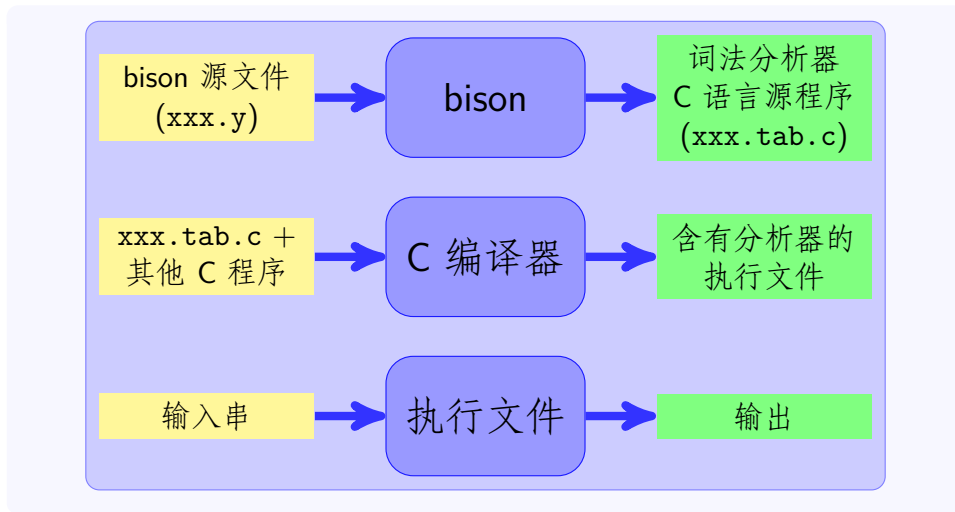 bison 源文件
(xxx.y)
bison
词法分析器
C 语言源程序
(xxx.tab.c)
xxx.tab.c +
其他 C 程序
C 编译器
含有分析器的
执行文件
输入串
执行文件
输出